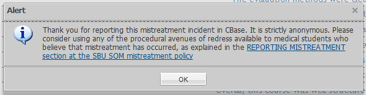 Alert
Thank you for reporting this mistreatment incident in CBase. It is strictly anonymous. Please
consider using any of the procedural avenues of redress available to medical students who
believe that mistreatment has occurred, as explained in the REPORTING MISTREATMENT
section at the SBU SOM mistreatment policy
OK